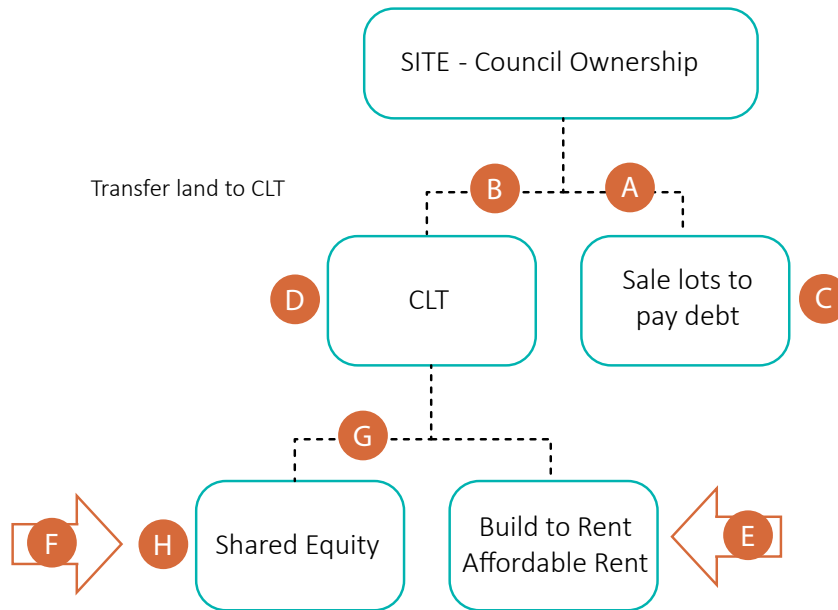 SITE - Council Ownership
Transfer land to CLT
B
A
D
CLT
Sale lots to
pay debt
C
G
F
H
Shared Equity
Build to Rent
Affordable Rent
E